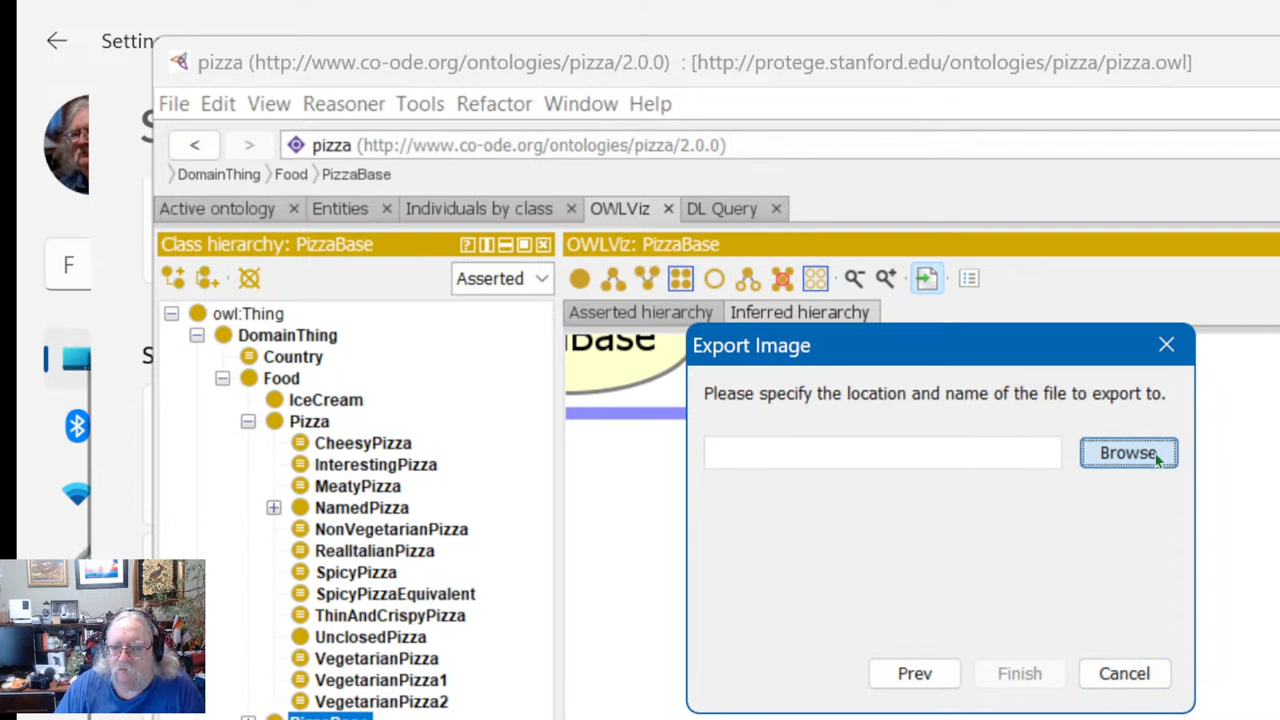 Settin
pizza (http://www.co-ode.org/ontologies/pizza/2.0.0) : [http://protege.stanford.edu/ontologies/pizza/pizza.owl]
File Edit View Reasoner Tools Refactor Window Help
< > pizza (http://www.co-ode.org/ontologies/pizza/2.0.0)
DomainThing Food PizzaBase
Active ontology × Entities × Individuals by class × OWLViz × DL Query ×
Class hierarchy: PizzaBase
OWLViz: PizzaBase
Asserted
Asserted hierarchy Inferred hierarchy
owl:Thing
DomainThing
Country
Food
IceCream
Pizza
CheesyPizza
InterestingPizza
MeatyPizza
NamedPizza
NonVegetarianPizza
RealItalianPizza
SpicyPizza
SpicyPizzaEquivalent
ThinAndCrispyPizza
UnclosedPizza
VegetarianPizza
VegetarianPizza1
VegetarianPizza2
PizzaBase
Export Image
Please specify the location and name of the file to export to.
Browse
Prev Finish Cancel
F
S
S